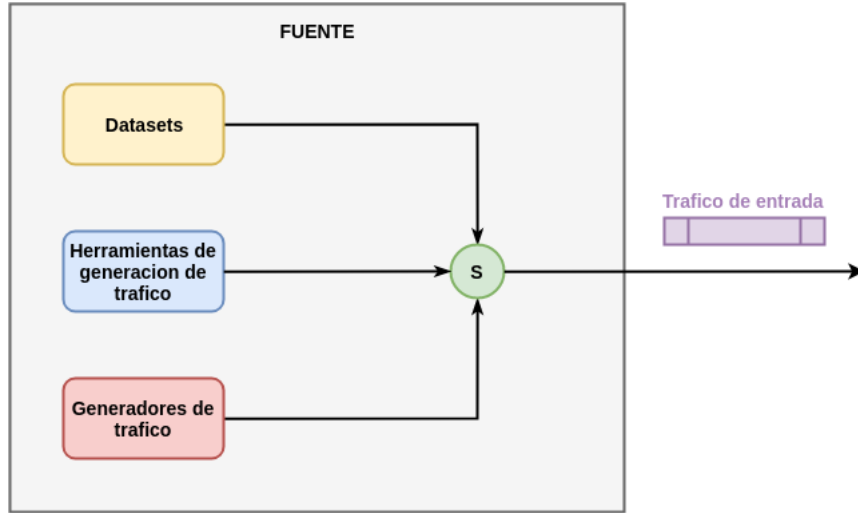 FUENTE
Datasets
Trafico de entrada
Herramientas de
generacion de
trafico
S
Generadores de
trafico